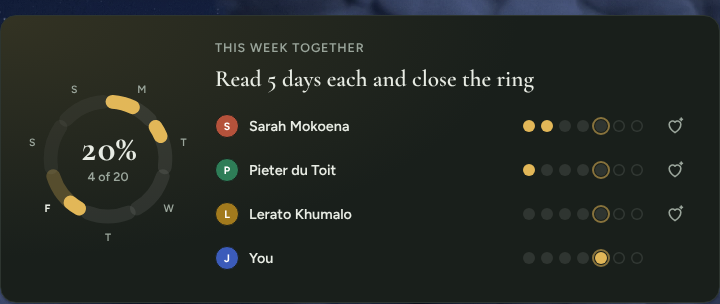 THIS WEEK TOGETHER
Read 5 days each and close the ring
S
M
S
T
20%
4 of 20
F
W
T
S Sarah Mokoena
P Pieter du Toit
L Lerato Khumalo
J You